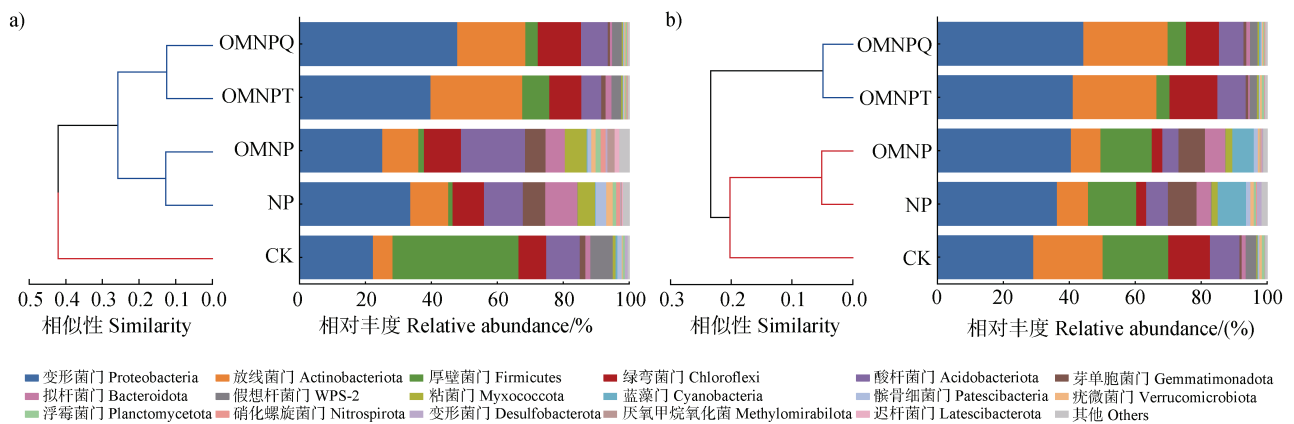 a)
OMNPQ
OMNPT
OMNP
NP
CK
0.5 0.4 0.3 0.2 0.1 0.0
相似性 Similarity
0 20 40 60 80 100
相对丰度 Relative abundance/%
b)
OMNPQ
OMNPT
OMNP
NP
CK
0.3 0.2 0.1 0.0
相似性 Similarity
0 20 40 60 80 100
相对丰度 Relative abundance/(%)
变形菌门 Proteobacteria 放线菌门 Actinobacteriota 厚壁菌门 Firmicutes 绿弯菌门 Chloroflexi 酸杆菌门 Acidobacteriota 芽单胞菌门 Gemmatimonadota
拟杆菌门 Bacteroidota 假想杆菌门 WPS-2 粘菌门 Myxococcota 蓝藻门 Cyanobacteria 髌骨细菌门 Patescibacteria 疣微菌门 Verrucomicrobiota
浮霉菌门 Planctomycetota 硝化螺旋菌门 Nitrospirota 变形菌门 Desulfobacterota 厌氧甲烷氧化菌 Methylomirabilota 迟杆菌门 Latescibacterota 其他 Others